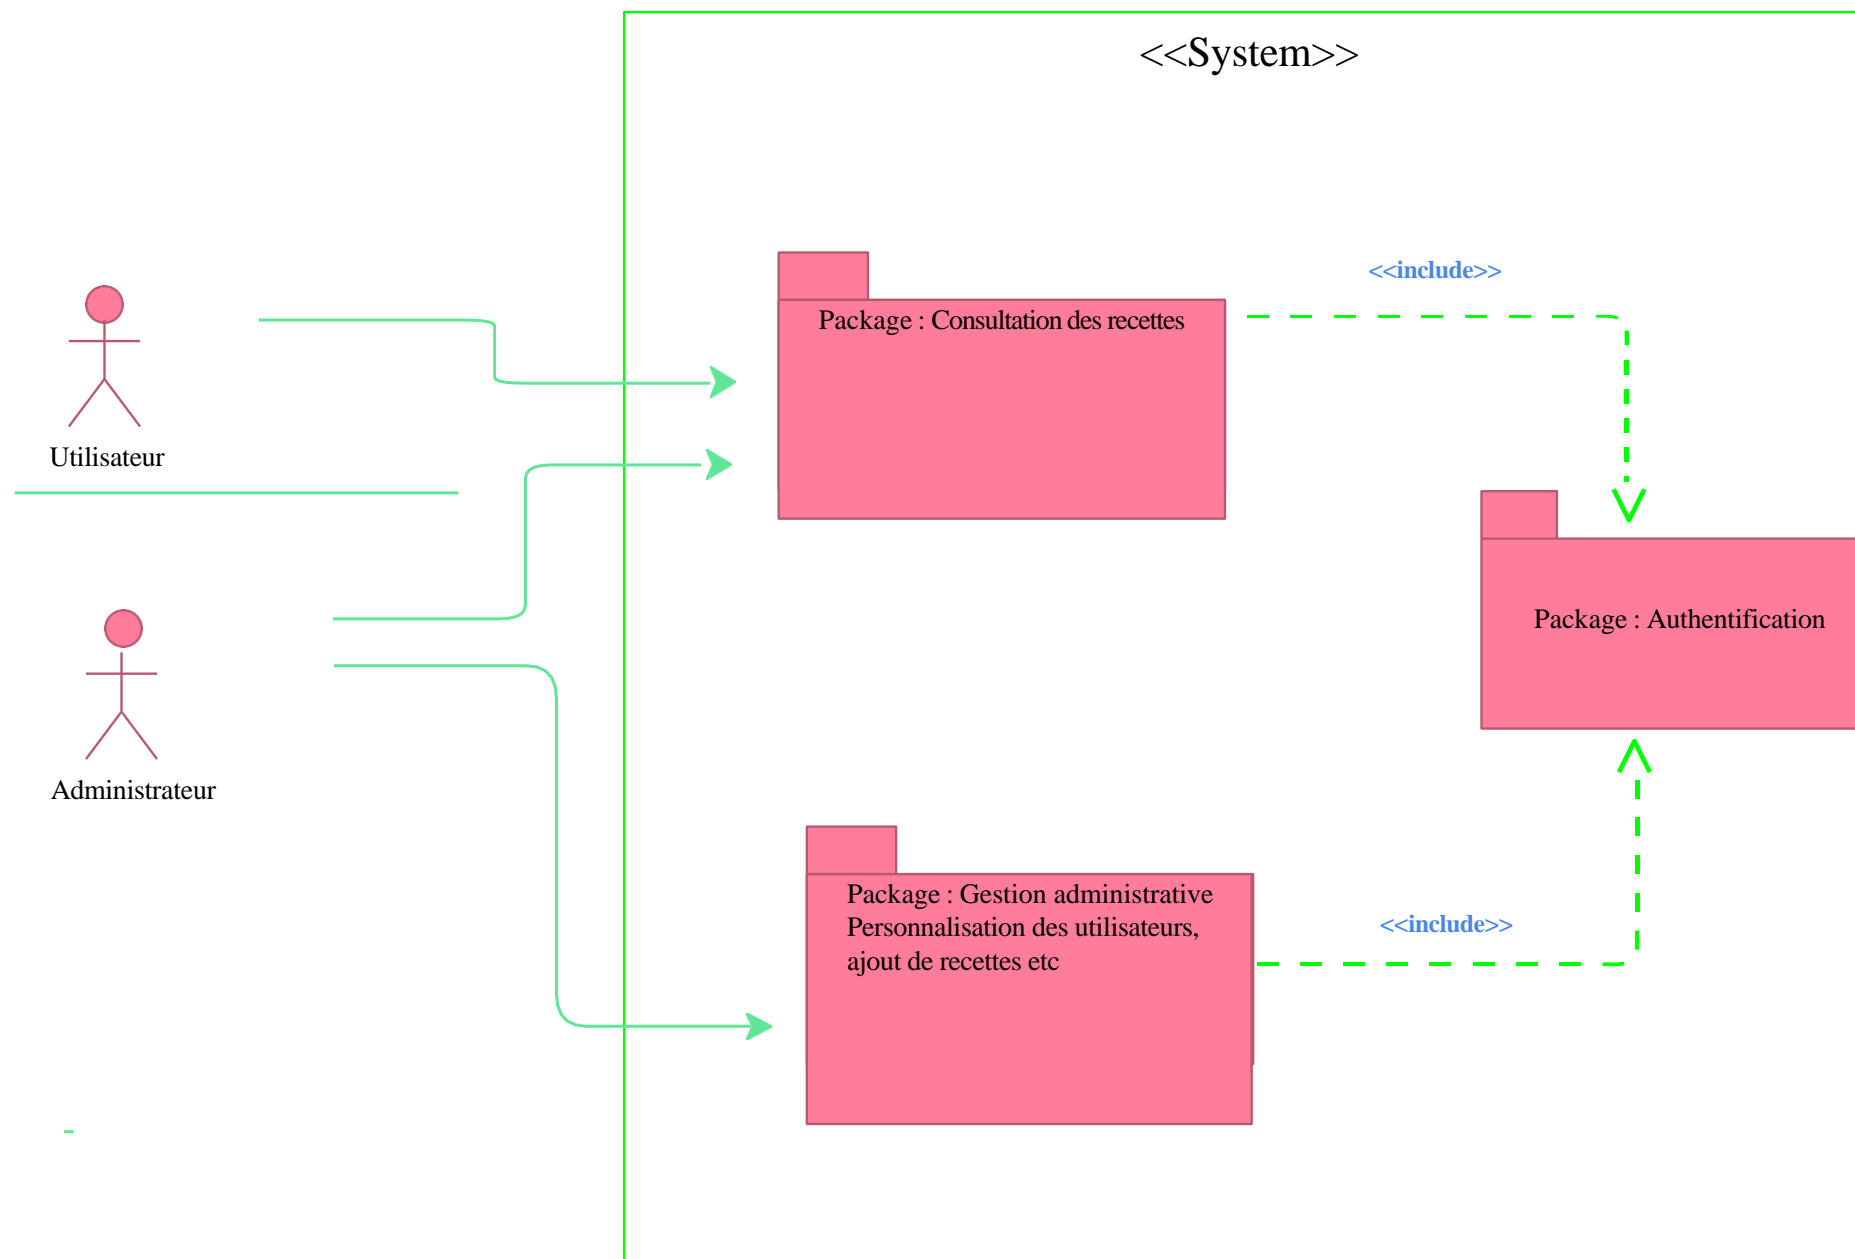 <<System>>
<<include>>
Package : Consultation des recettes
Utilisateur
Package : Authentification
Administrateur
Package : Gestion administrative
Personnalisation des utilisateurs,
ajout de recettes etc
<<include>>